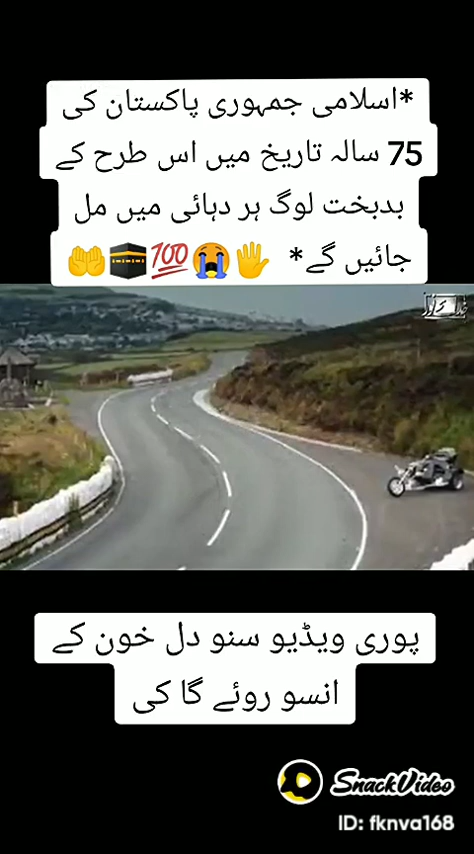 *اسلامی جمہوری پاکستان کی
75 سالہ تاریخ میں اس طرح کے
بدبخت لوگ ہر دہائی میں مل
جائیں گے* 🖐️😭💯🕋🤲
پوری ویڈیو سنو دل خون کے
انسو روئے گا کی
SnackVideo
ID: fknva168